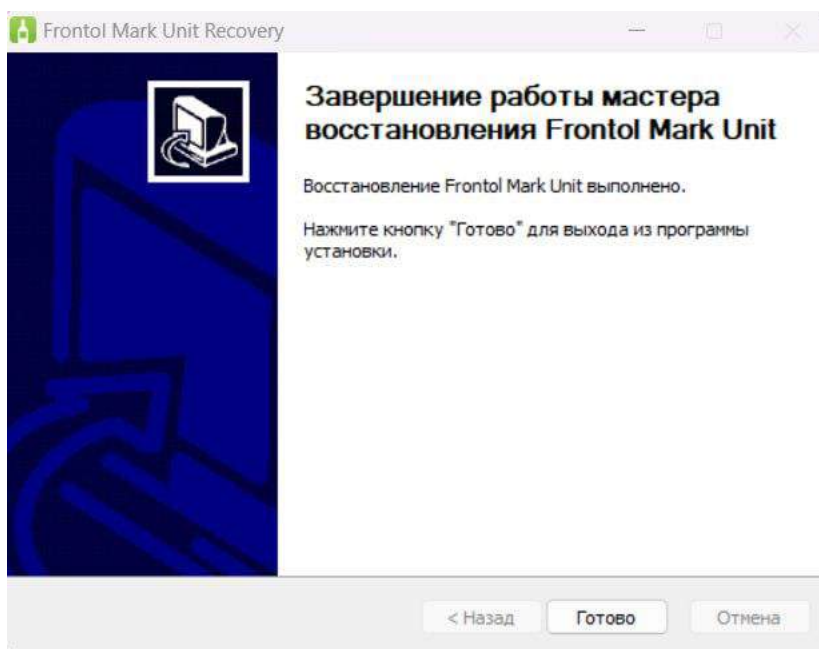 Frontol Mark Unit Recovery
Завершение работы мастера
восстановления Frontol Mark Unit
Восстановление Frontol Mark Unit выполнено.
Нажмите кнопку "Готово" для выхода из программы
установки.
< Назад
Готово
Отмена